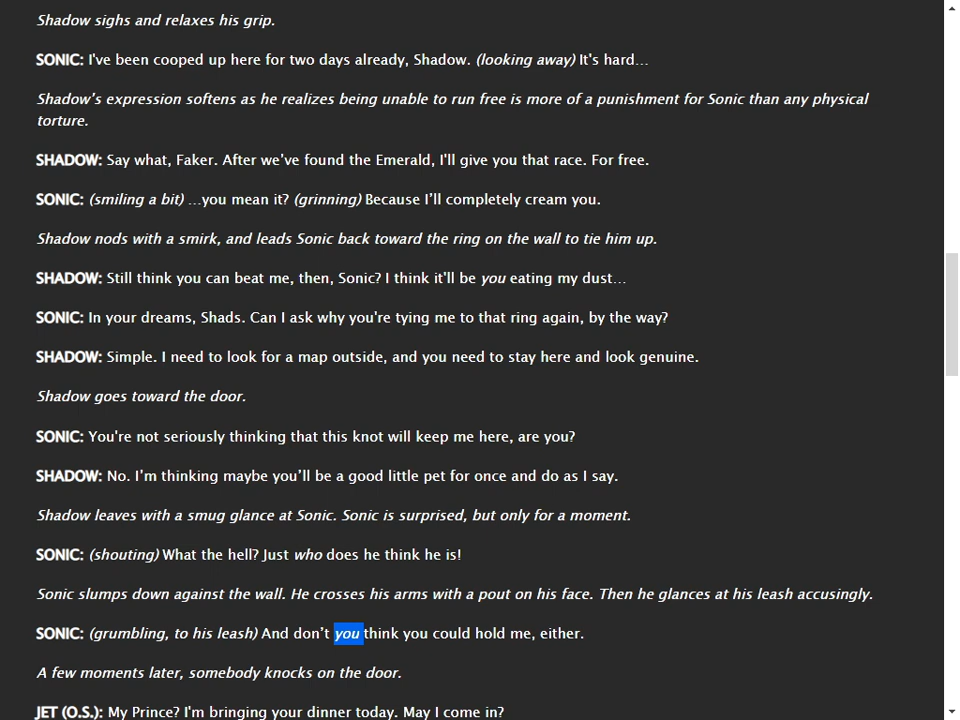 Shadow sighs and relaxes his grip.
SONIC: I've been cooped up here for two days already, Shadow. (looking away) It's hard…
Shadow’s expression softens as he realizes being unable to run free is more of a punishment for Sonic than any physical
torture.
SHADOW: Say what, Faker. After we’ve found the Emerald, I'll give you that race. For free.
SONIC: (smiling a bit) …you mean it? (grinning) Because I’ll completely cream you.
Shadow nods with a smirk, and leads Sonic back toward the ring on the wall to tie him up.
SHADOW: Still think you can beat me, then, Sonic? I think it'll be you eating my dust…
SONIC: In your dreams, Shads. Can I ask why you're tying me to that ring again, by the way?
SHADOW: Simple. I need to look for a map outside, and you need to stay here and look genuine.
Shadow goes toward the door.
SONIC: You're not seriously thinking that this knot will keep me here, are you?
SHADOW: No. I’m thinking maybe you’ll be a good little pet for once and do as I say.
Shadow leaves with a smug glance at Sonic. Sonic is surprised, but only for a moment.
SONIC: (shouting) What the hell? Just who does he think he is!
Sonic slumps down against the wall. He crosses his arms with a pout on his face. Then he glances at his leash accusingly.
SONIC: (grumbling, to his leash) And don’t you think you could hold me, either.
A few moments later, somebody knocks on the door.
JET (O.S.): My Prince? I'm bringing your dinner today. May I come in?